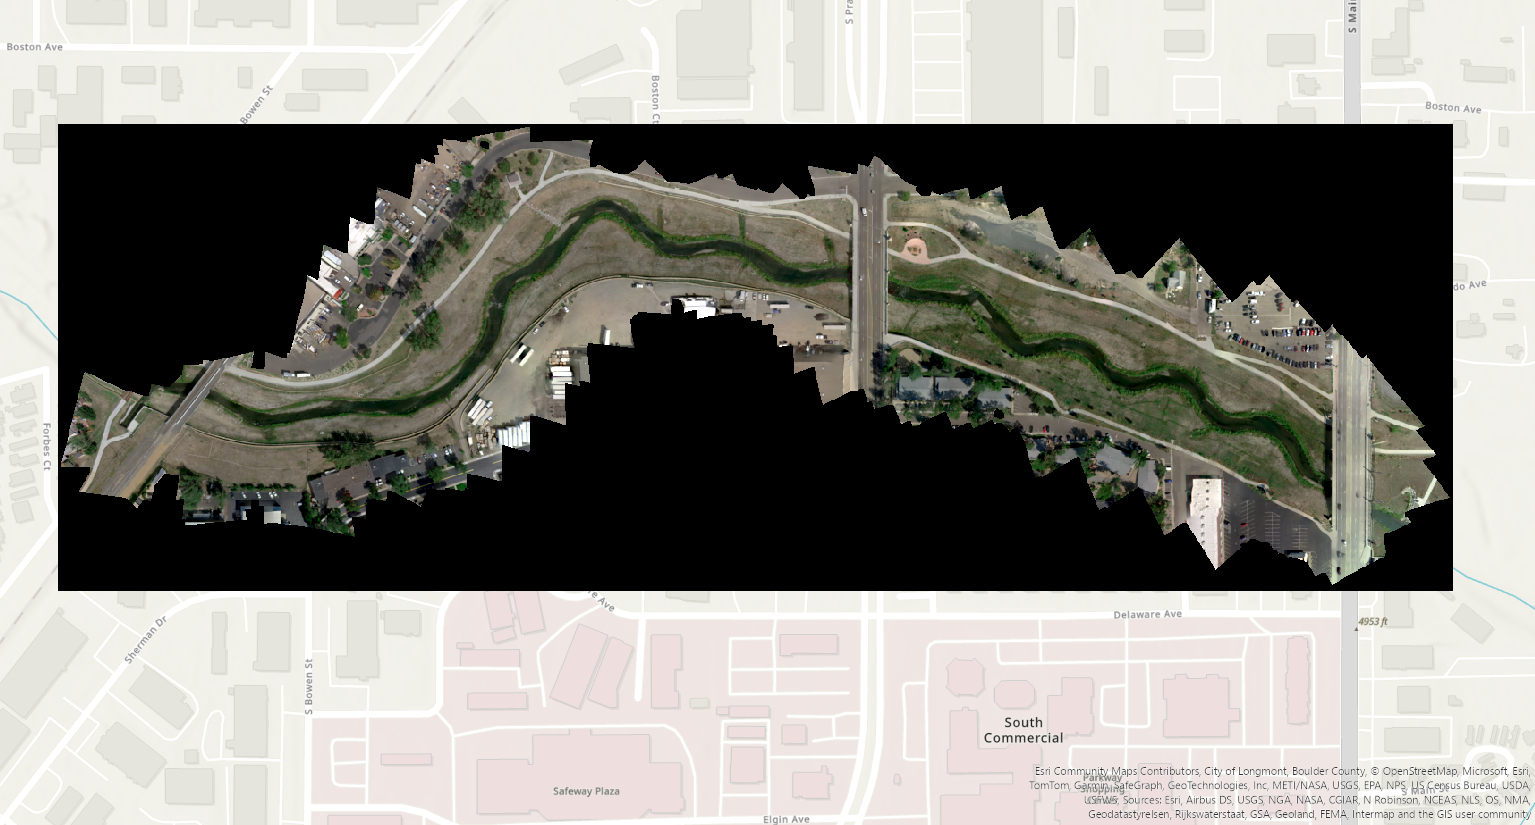 S Main
S Pra
Boston Ave
Bowen St
Boston Ct
Boston Ave
do Ave
Forbes Ct
re Ave
Delaware Ave
4953 ft
Sherman Dr
S Bowen St
South
Commercial
Esri Community Maps Contributors, City of Longmont, Boulder County, © OpenStreetMap, Microsoft, Esri,
Parkway
TomTom, Garmin, SafeGraph, GeoTechnologies, Inc, METI/NASA, USGS, EPA, NPS, US Census Bureau, USDA,
Safeway Plaza
Shopping
S Main St
USFWS, Sources: Esri, Airbus DS, USGS, NGA, NASA, CGIAR, N Robinson, NCEAS, NLS, OS, NMA,
Geodatastyrelsen, Rijkswaterstaat, GSA, Geoland, FEMA, Intermap and the GIS user community
Elgin Ave